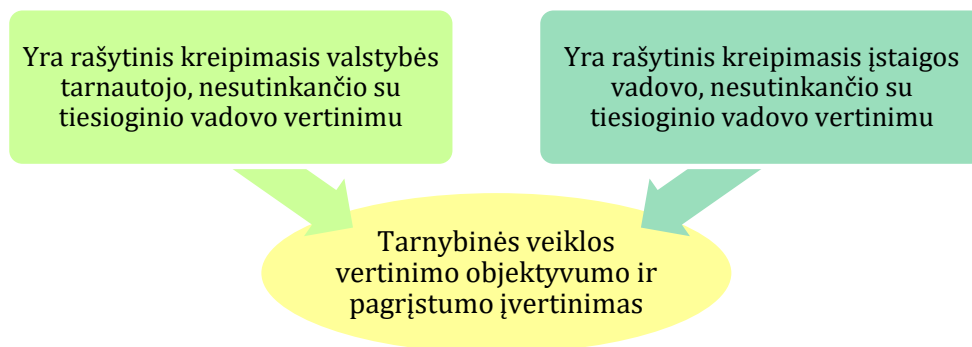 Yra rašytinis kreipimasis valstybės
tarnautojo, nesutinkančio su
tiesioginio vadovo vertinimu
Yra rašytinis kreipimasis įstaigos
vadovo, nesutinkančio su
tiesioginio vadovo vertinimu
Tarnybinės veiklos
vertinimo objektyvumo ir
pagrįstumo įvertinimas